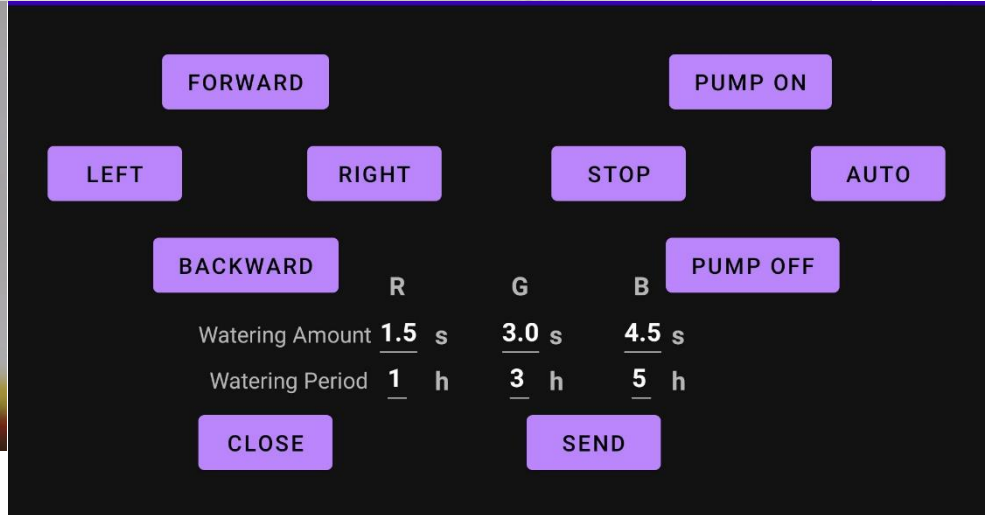 FORWARD PUMP ON
LEFT RIGHT STOP AUTO
BACKWARD PUMP OFF
R G B
Watering Amount 1.5 s 3.0 s 4.5 s
Watering Period 1 h 3 h 5 h
CLOSE SEND